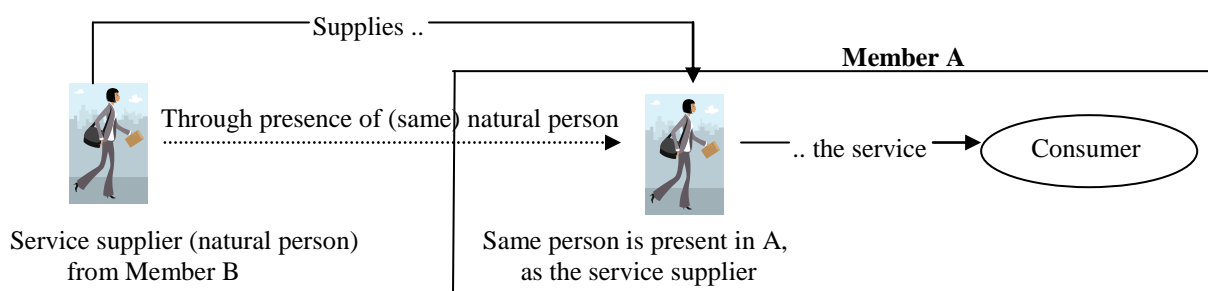 Supplies ..
Member A
Through presence of (same) natural person
.. the service
Consumer
Service supplier (natural person)
from Member B
Same person is present in A,
as the service supplier